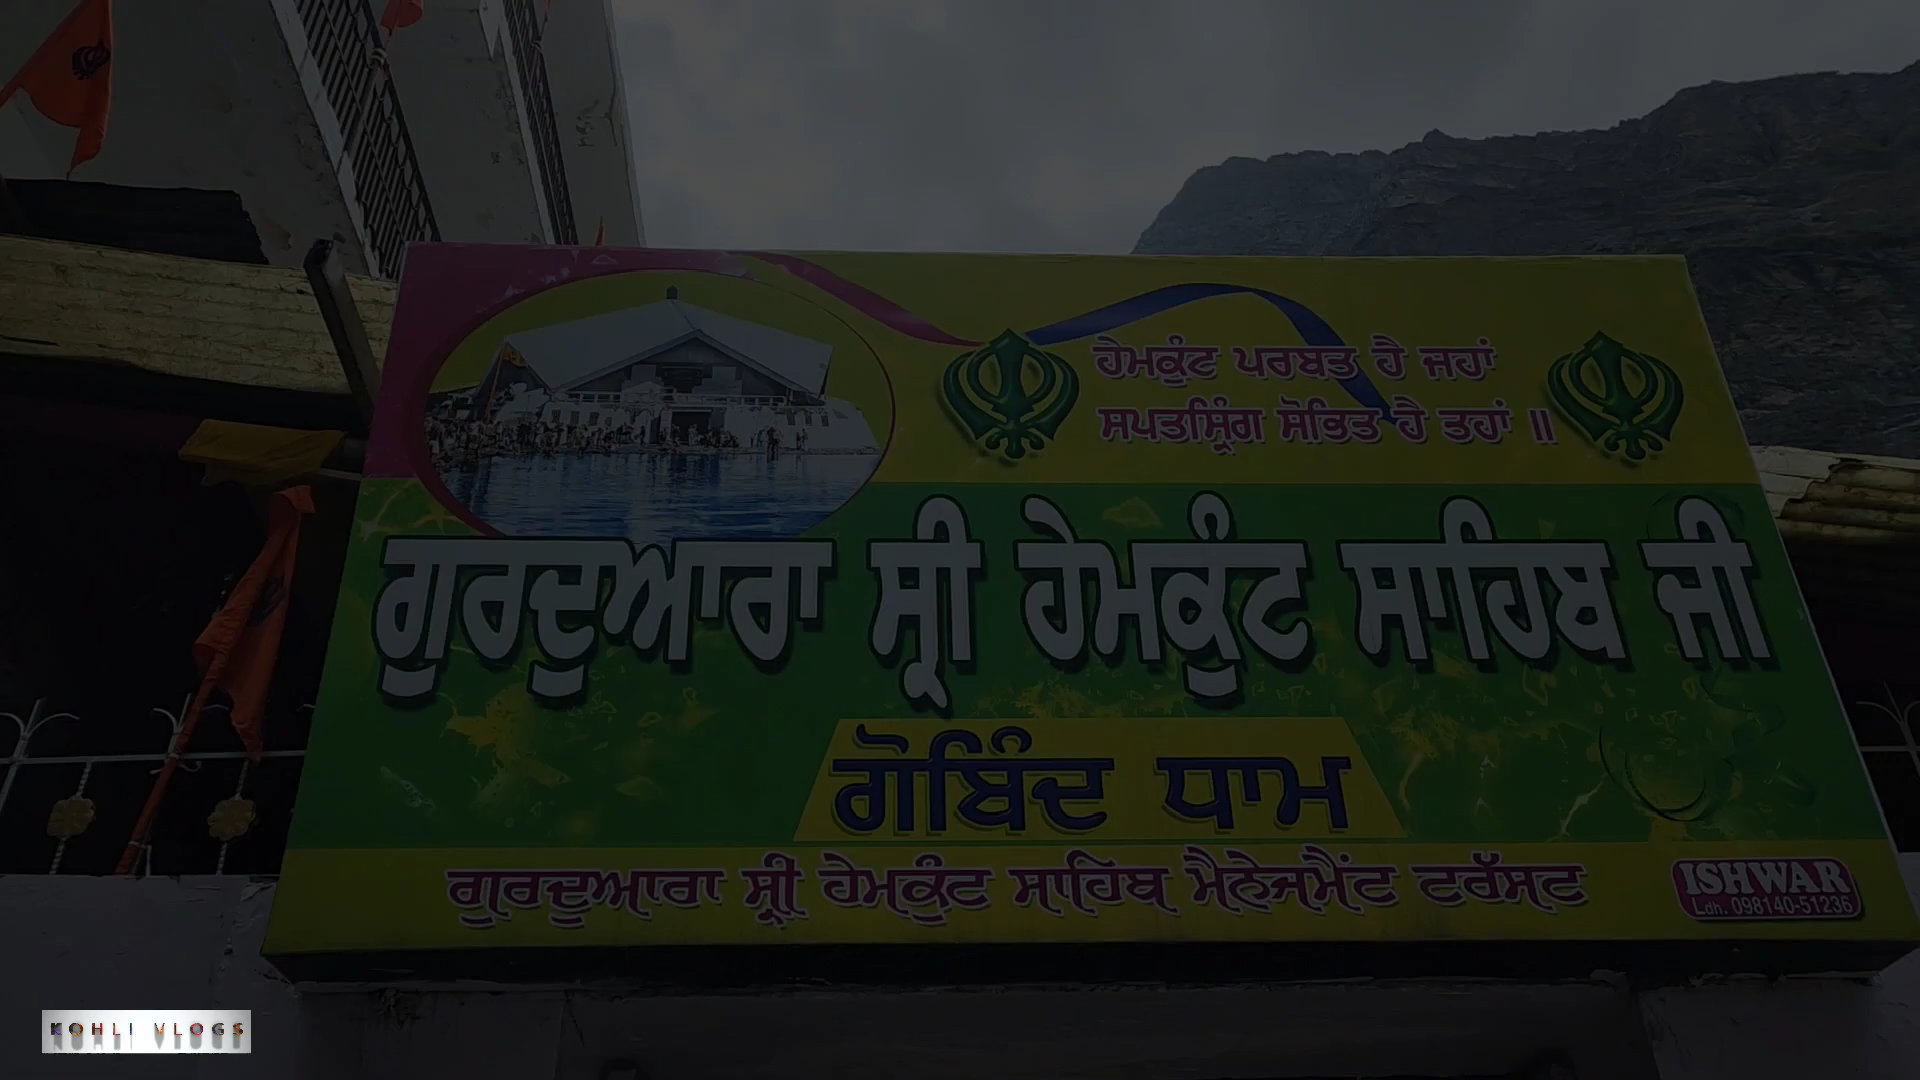 ਹੇਮਕੁੰਟ ਪਰਬਤ ਹੈ ਜਹਾਂ
ਸਪਤਸ੍ਰਿੰਗ ਸੋਭਿਤ ਹੈ ਤਹਾਂ ॥
ਗੁਰਦੁਆਰਾ ਸ੍ਰੀ ਹੇਮਕੁੰਟ ਸਾਹਿਬ ਜੀ
ਗੋਬਿੰਦ ਧਾਮ
ਗੁਰਦੁਆਰਾ ਸ੍ਰੀ ਹੇਮਕੁੰਟ ਸਾਹਿਬ ਮੈਨੇਜਮੈਂਟ ਟਰੱਸਟ
ISHWAR
Ldh. 098140-51236
KOHLI VLOGS